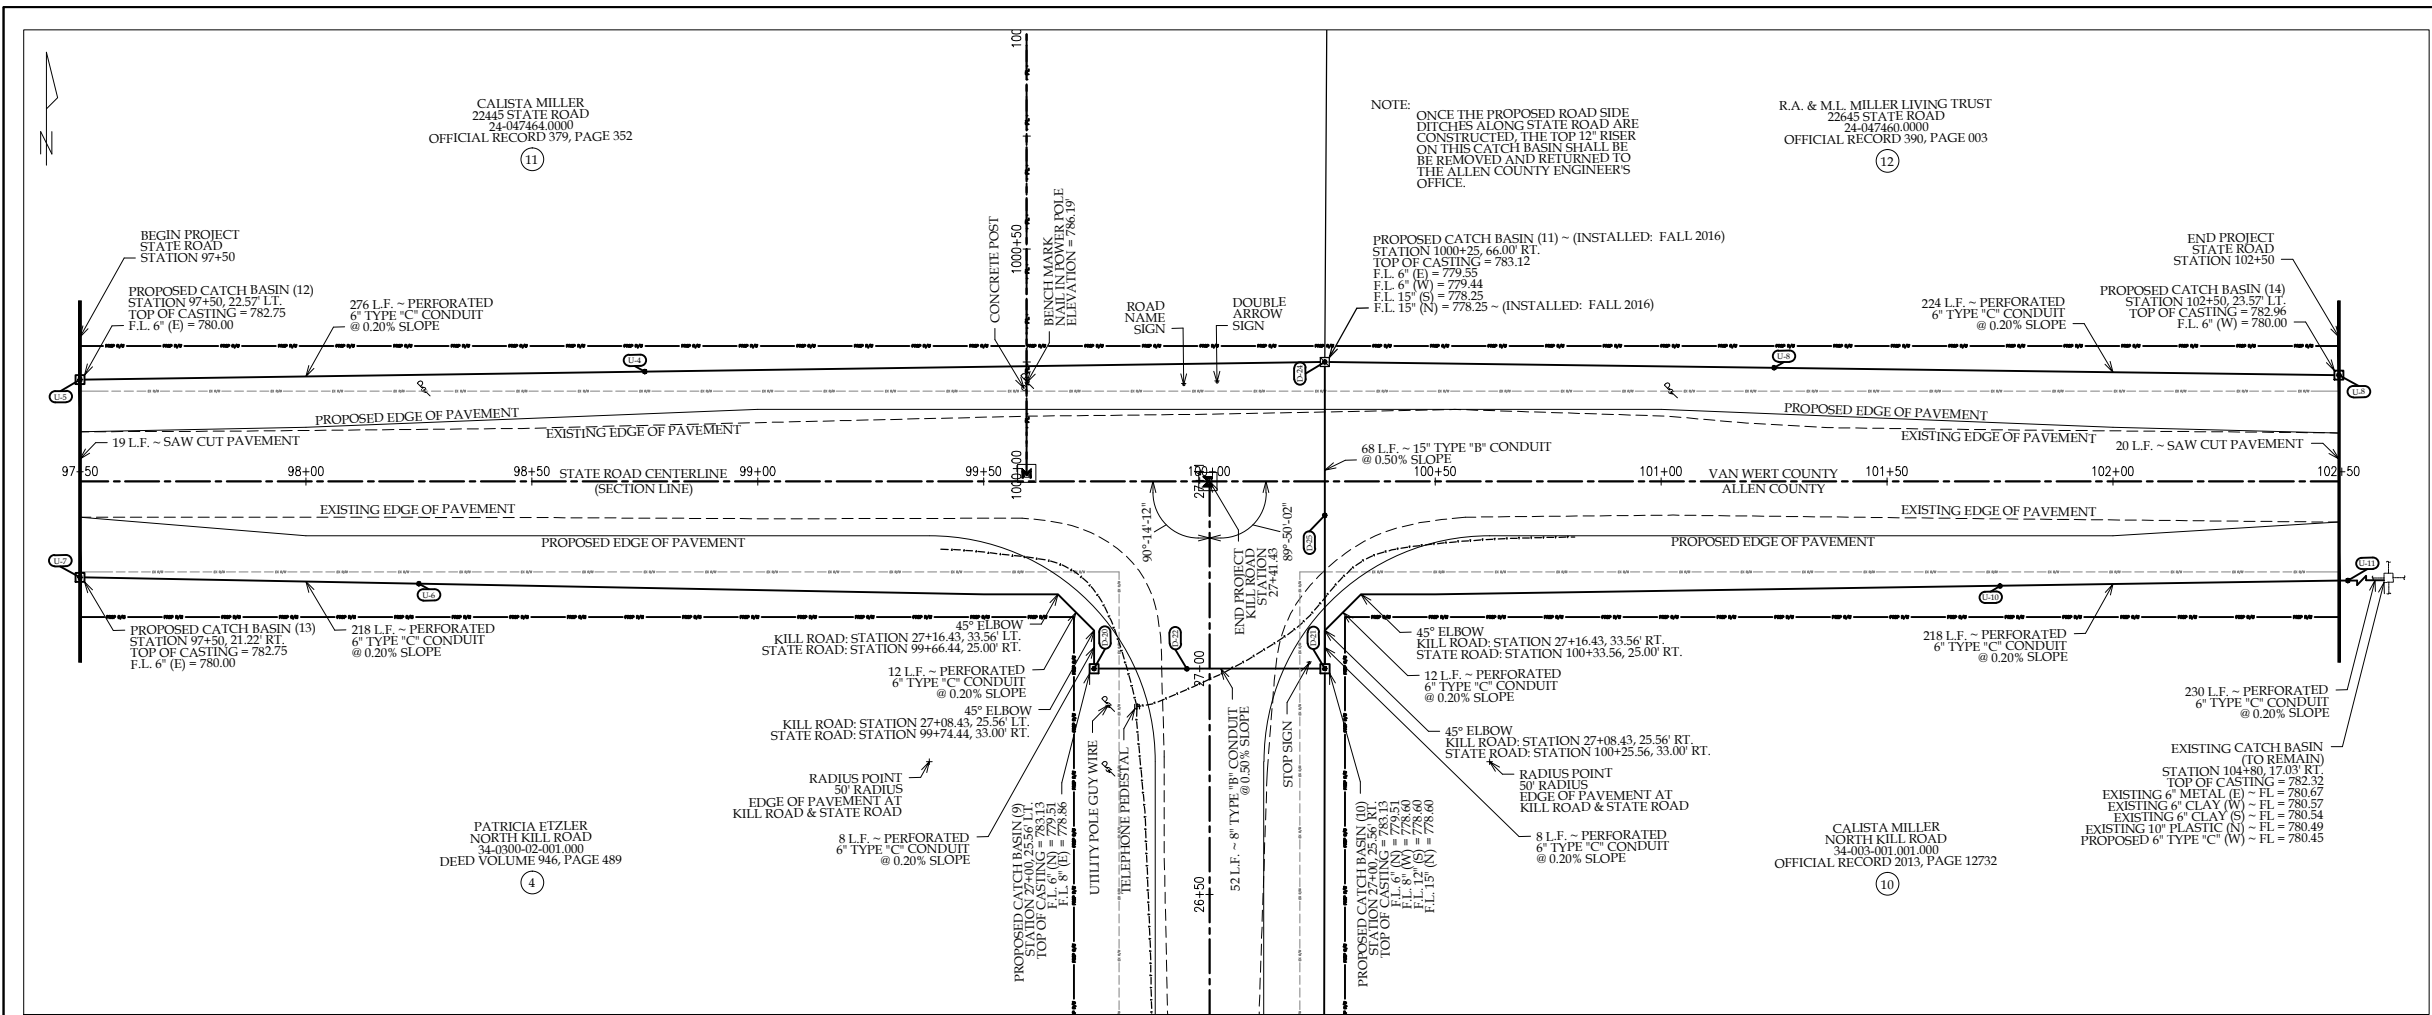 N
CALISTA MILLER
22445 STATE ROAD
24-047464.0000
OFFICIAL RECORD 379, PAGE 352
11
NOTE:
ONCE THE PROPOSED ROAD SIDE
DITCHES ALONG STATE ROAD ARE
CONSTRUCTED, THE TOP 12" RISER
ON THIS CATCH BASIN SHALL BE
BE REMOVED AND RETURNED TO
THE ALLEN COUNTY ENGINEER'S
OFFICE.
R.A. & M.L. MILLER LIVING TRUST
22645 STATE ROAD
24-047460.0000
OFFICIAL RECORD 390, PAGE 003
12
BEGIN PROJECT
STATE ROAD
STATION 97+50
PROPOSED CATCH BASIN (12)
STATION 97+50, 22.57' LT.
TOP OF CASTING = 782.75
F.L. 6" (E) = 780.00
276 L.F. ~ PERFORATED
6" TYPE "C" CONDUIT
@ 0.20% SLOPE
CONCRETE POST
1000+50
BENCH MARK
NAIL IN POWER POLE
ELEVATION = 786.19'
ROAD
NAME
SIGN
DOUBLE
ARROW
SIGN
PROPOSED CATCH BASIN (11) ~ (INSTALLED: FALL 2016)
STATION 1000+25, 66.00' RT.
TOP OF CASTING = 783.12
F.L. 6" (E) = 779.55
F.L. 6" (W) = 779.44
F.L. 15" (S) = 778.25
F.L. 15" (N) = 778.25 ~ (INSTALLED: FALL 2016)
END PROJECT
STATE ROAD
STATION 102+50
PROPOSED CATCH BASIN (14)
STATION 102+50, 23.57' LT.
TOP OF CASTING = 782.96
F.L. 6" (W) = 780.00
224 L.F. ~ PERFORATED
6" TYPE "C" CONDUIT
@ 0.20% SLOPE
U-4
U-5
D-24
U-8
U-8
PROPOSED EDGE OF PAVEMENT
EXISTING EDGE OF PAVEMENT
PROPOSED EDGE OF PAVEMENT
EXISTING EDGE OF PAVEMENT
19 L.F. ~ SAW CUT PAVEMENT
68 L.F. ~ 15" TYPE "B" CONDUIT
@ 0.50% SLOPE
20 L.F. ~ SAW CUT PAVEMENT
97+50
98+00
98+50
99+00
99+50
1000+00
100+50
101+00
101+50
102+00
102+50
STATE ROAD CENTERLINE
(SECTION LINE)
VAN WERT COUNTY
ALLEN COUNTY
EXISTING EDGE OF PAVEMENT
PROPOSED EDGE OF PAVEMENT
90°-14'-12"
89°-50'-02"
END PROJECT
KILL ROAD
STATION
27+41.43
D-25
EXISTING EDGE OF PAVEMENT
PROPOSED EDGE OF PAVEMENT
U-7
U-6
U-10
U-11
PROPOSED CATCH BASIN (13)
STATION 97+50, 21.22' RT.
TOP OF CASTING = 782.75
F.L. 6" (E) = 780.00
218 L.F. ~ PERFORATED
6" TYPE "C" CONDUIT
@ 0.20% SLOPE
45° ELBOW
KILL ROAD: STATION 27+16.43, 33.56' LT.
STATE ROAD: STATION 99+66.44, 25.00' RT.
12 L.F. ~ PERFORATED
6" TYPE "C" CONDUIT
@ 0.20% SLOPE
45° ELBOW
KILL ROAD: STATION 27+08.43, 25.56' LT.
STATE ROAD: STATION 99+74.44, 33.00' RT.
D-20
D-22
D-23
27+00
45° ELBOW
KILL ROAD: STATION 27+16.43, 33.56' RT.
STATE ROAD: STATION 100+33.56, 25.00' RT.
12 L.F. ~ PERFORATED
6" TYPE "C" CONDUIT
@ 0.20% SLOPE
45° ELBOW
KILL ROAD: STATION 27+08.43, 25.56' RT.
STATE ROAD: STATION 100+25.56, 33.00' RT.
218 L.F. ~ PERFORATED
6" TYPE "C" CONDUIT
@ 0.20% SLOPE
230 L.F. ~ PERFORATED
6" TYPE "C" CONDUIT
@ 0.20% SLOPE
RADIUS POINT
50' RADIUS
EDGE OF PAVEMENT AT
KILL ROAD & STATE ROAD
8 L.F. ~ PERFORATED
6" TYPE "C" CONDUIT
@ 0.20% SLOPE
PATRICIA ETZLER
NORTH KILL ROAD
34-0300-02-001.000
DEED VOLUME 946, PAGE 489
4
PROPOSED CATCH BASIN (9)
STATION 27+00, 25.56' LT.
TOP OF CASTING = 783.13
F.L. 6" (N) = 779.51
F.L. 8" (E) = 778.86
UTILITY POLE GUY WIRE
TELEPHONE PEDESTAL
26+50
52 L.F. ~ 8" TYPE "B" CONDUIT
@ 0.50% SLOPE
STOP SIGN
PROPOSED CATCH BASIN (10)
STATION 27+00, 25.56' RT.
TOP OF CASTING = 783.13
F.L. 6" (N) = 779.51
F.L. 8" (W) = 778.60
F.L. 12" (S) = 778.60
F.L. 15" (N) = 778.60
RADIUS POINT
50' RADIUS
EDGE OF PAVEMENT AT
KILL ROAD & STATE ROAD
8 L.F. ~ PERFORATED
6" TYPE "C" CONDUIT
@ 0.20% SLOPE
CALISTA MILLER
NORTH KILL ROAD
34-003-001.001.000
OFFICIAL RECORD 2013, PAGE 12732
10
EXISTING CATCH BASIN
(TO REMAIN)
STATION 104+80, 17.03' RT.
TOP OF CASTING = 782.32
EXISTING 6" METAL (E) ~ FL = 780.67
EXISTING 6" CLAY (W) ~ FL = 780.57
EXISTING 6" CLAY (S) ~ FL = 780.54
EXISTING 10" PLASTIC (N) ~ FL = 780.49
PROPOSED 6" TYPE "C" (W) ~ FL = 780.45